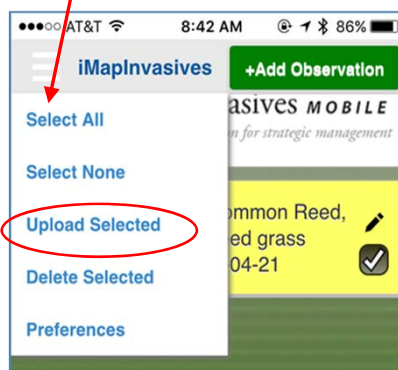 AT&T 8:42 AM 86%
iMapInvasives +Add Observation
asives MOBILE
n for strategic management
Select All
Select None
Upload Selected
Delete Selected
Preferences
ommon Reed,
ed grass
04-21